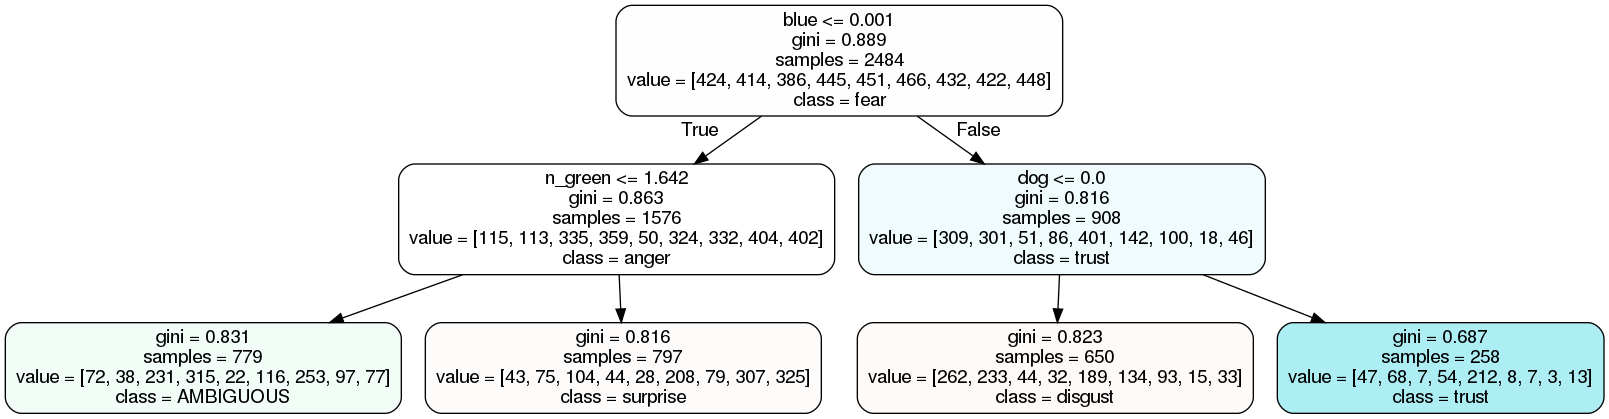 blue <= 0.001
gini = 0.889
samples = 2484
value = [424, 414, 386, 445, 451, 466, 432, 422, 448]
class = fear
True
False
n_green <= 1.642
gini = 0.863
samples = 1576
value = [115, 113, 335, 359, 50, 324, 332, 404, 402]
class = anger
dog <= 0.0
gini = 0.816
samples = 908
value = [309, 301, 51, 86, 401, 142, 100, 18, 46]
class = trust
gini = 0.831
samples = 779
value = [72, 38, 231, 315, 22, 116, 253, 97, 77]
class = AMBIGUOUS
gini = 0.816
samples = 797
value = [43, 75, 104, 44, 28, 208, 79, 307, 325]
class = surprise
gini = 0.823
samples = 650
value = [262, 233, 44, 32, 189, 134, 93, 15, 33]
class = disgust
gini = 0.687
samples = 258
value = [47, 68, 7, 54, 212, 8, 7, 3, 13]
class = trust